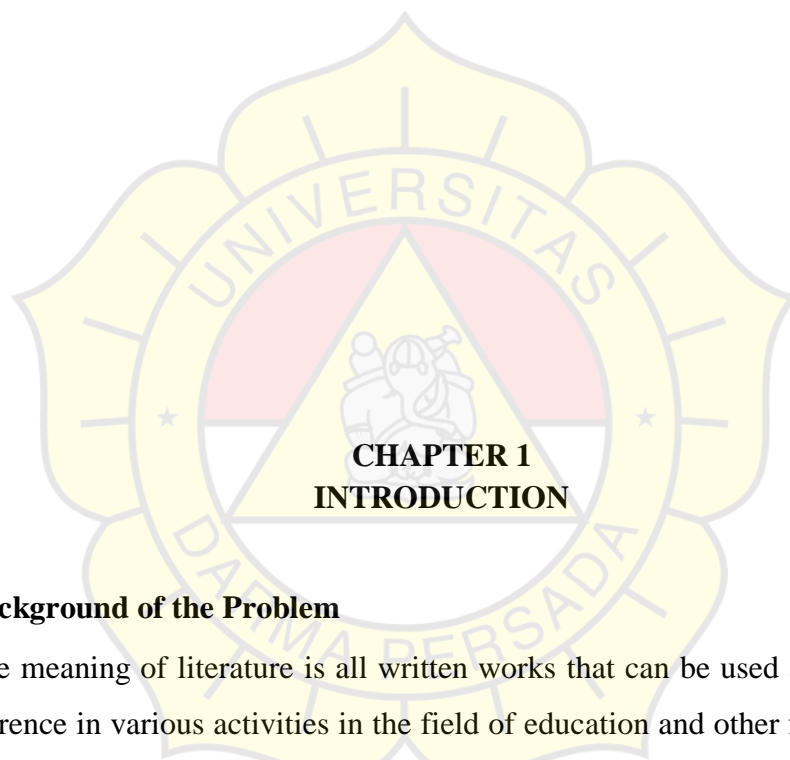 UNIVERSITAS
CHAPTER 1
INTRODUCTION
DARMA PERSADA
ckground of the Problem
e meaning of literature is all written works that can be used
rence in various activities in the field of education and other